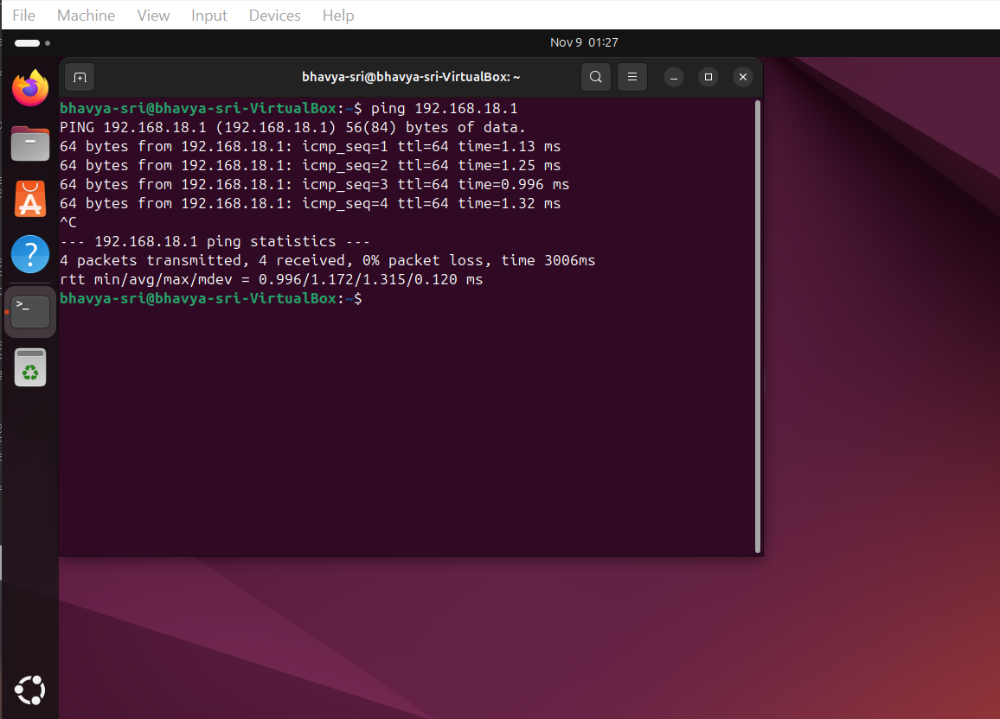 File Machine View Input Devices Help
Nov 9 01:27
bhavya-sri@bhavya-sri-VirtualBox: ~
bhavya-sri@bhavya-sri-VirtualBox:~$ ping 192.168.18.1
PING 192.168.18.1 (192.168.18.1) 56(84) bytes of data.
64 bytes from 192.168.18.1: icmp_seq=1 ttl=64 time=1.13 ms
64 bytes from 192.168.18.1: icmp_seq=2 ttl=64 time=1.25 ms
64 bytes from 192.168.18.1: icmp_seq=3 ttl=64 time=0.996 ms
64 bytes from 192.168.18.1: icmp_seq=4 ttl=64 time=1.32 ms
^C
--- 192.168.18.1 ping statistics ---
4 packets transmitted, 4 received, 0% packet loss, time 3006ms
rtt min/avg/max/mdev = 0.996/1.172/1.315/0.120 ms
bhavya-sri@bhavya-sri-VirtualBox:~$